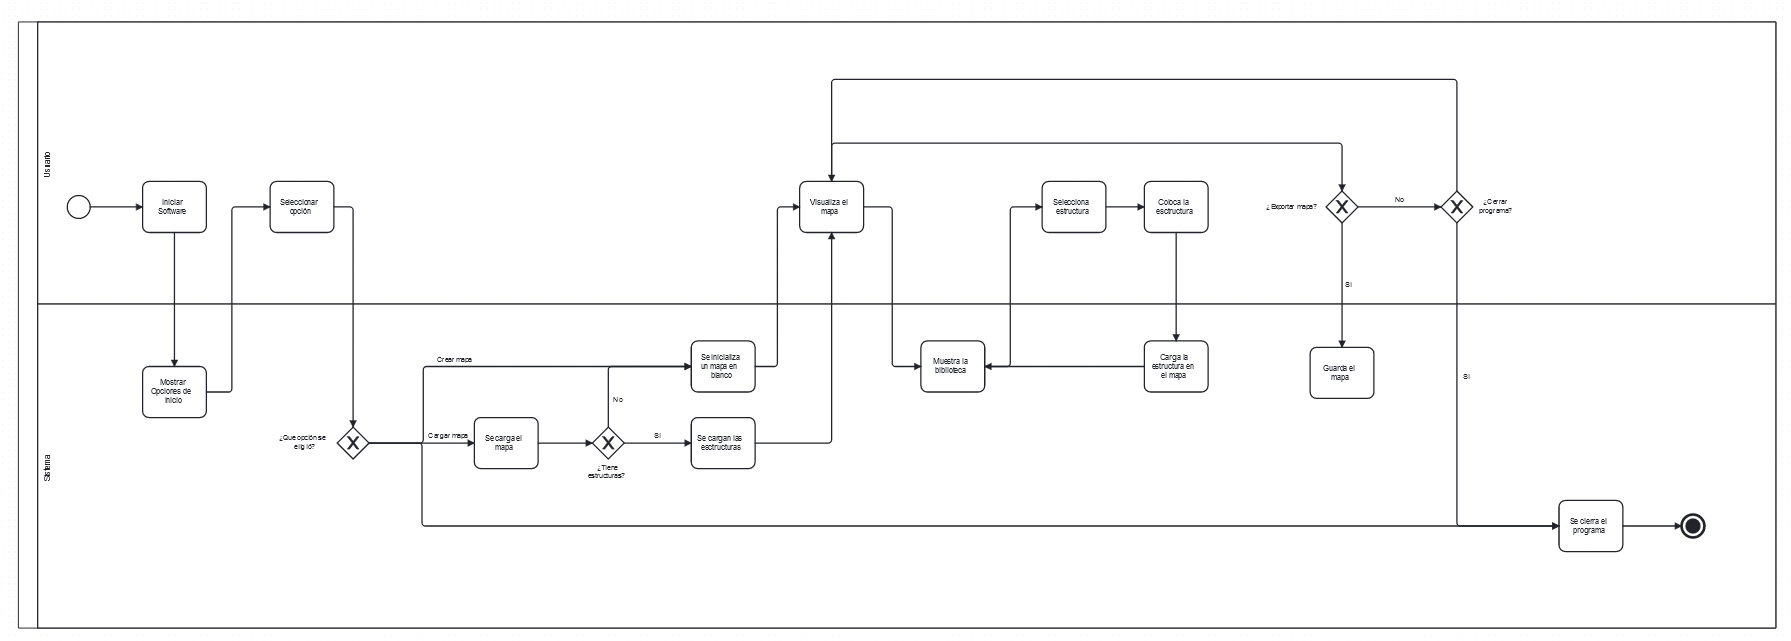 Usuario
Iniciar
Software
Seleccionar
opción
Visualiza el
mapa
Selecciona
estructura
Coloca la
esctructura
¿Exportar mapa?
No
¿Cerrar
programa?
Si
Sistema
Mostrar
Opciones de
Inicio
¿Que opción se
eligió?
Crear mapa
Cargar mapa
Se carga el
mapa
¿Tiene
estructuras?
No
Si
Se inicializa
un mapa en
blanco
Se cargan las
esctructuras
Muestra la
biblioteca
Carga la
estructura en
el mapa
Guarda el
mapa
Si
Se cierra el
programa